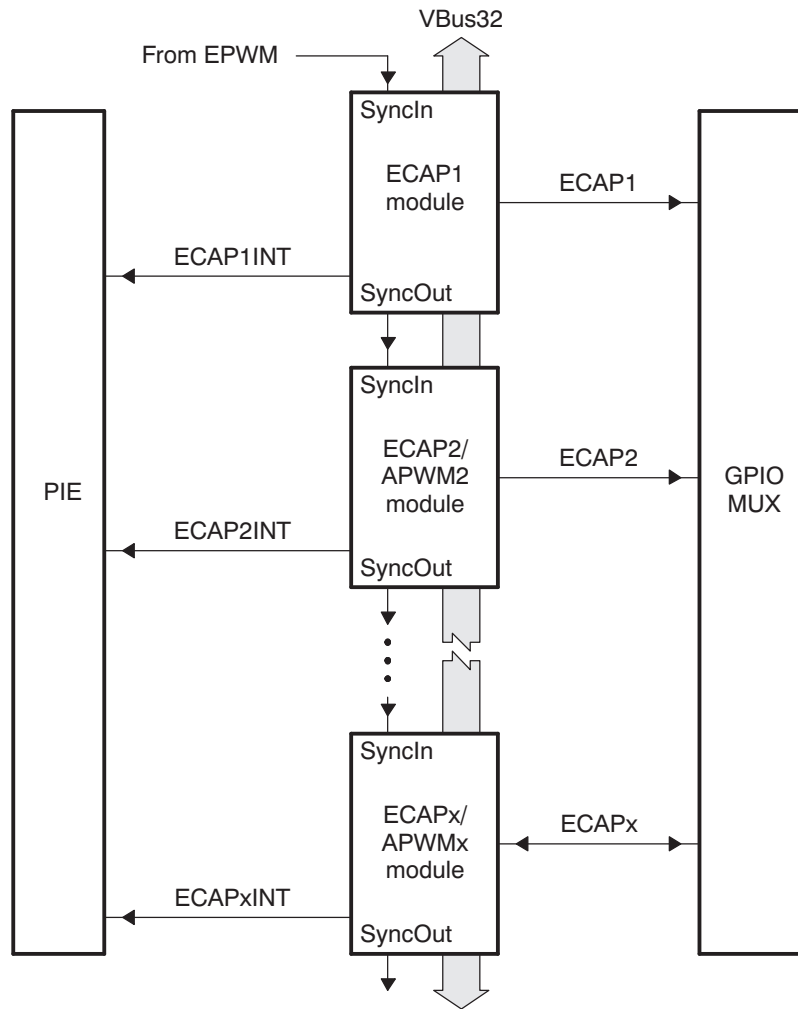 VBus32
From EPWM
SyncIn
ECAP1
module
ECAP1
ECAP1INT
SyncOut
SyncIn
ECAP2/
APWM2
module
ECAP2
PIE
GPIO
MUX
ECAP2INT
SyncOut
SyncIn
ECAPx/
APWMx
module
ECAPx
ECAPxINT
SyncOut